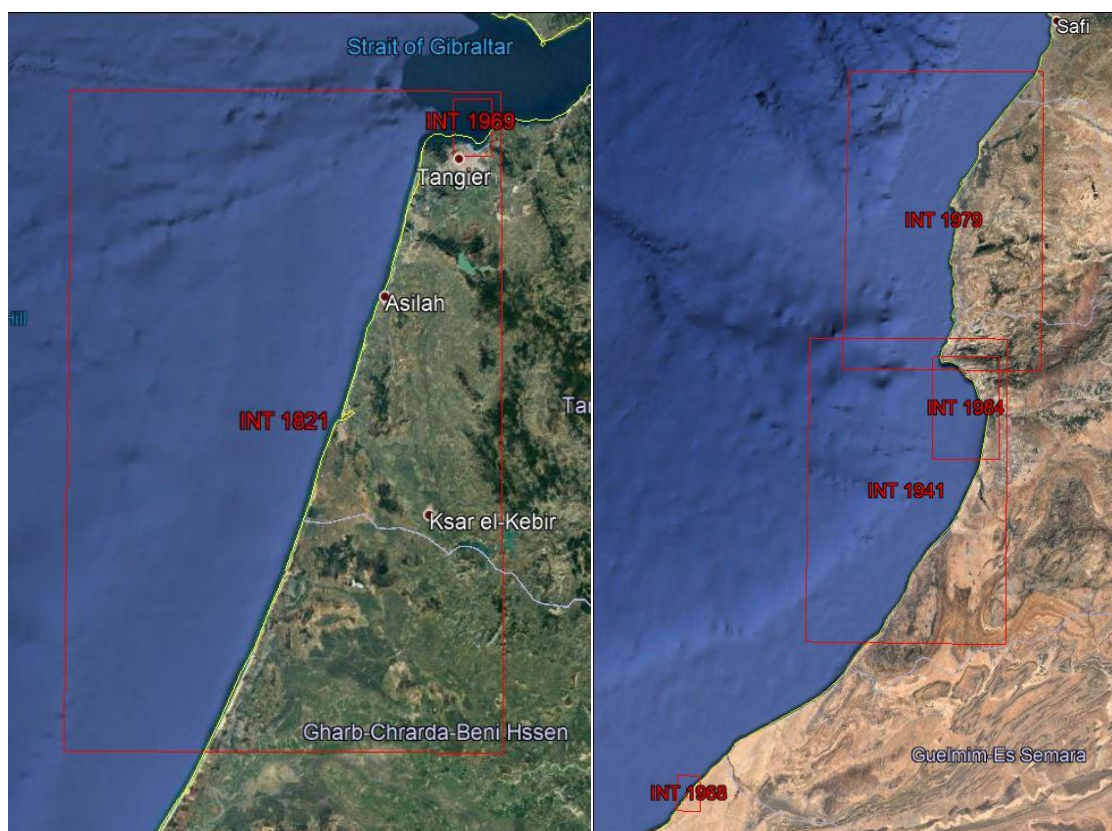 Strait of Gibraltar
INT 1969
Tangier
Asilah
INT 1821
Ksar el-Kebir
Gharb-Chrarda-Beni Hssen
Safi
INT 1979
INT 1984
INT 1941
Guelmim-Es Semara
INT 1968